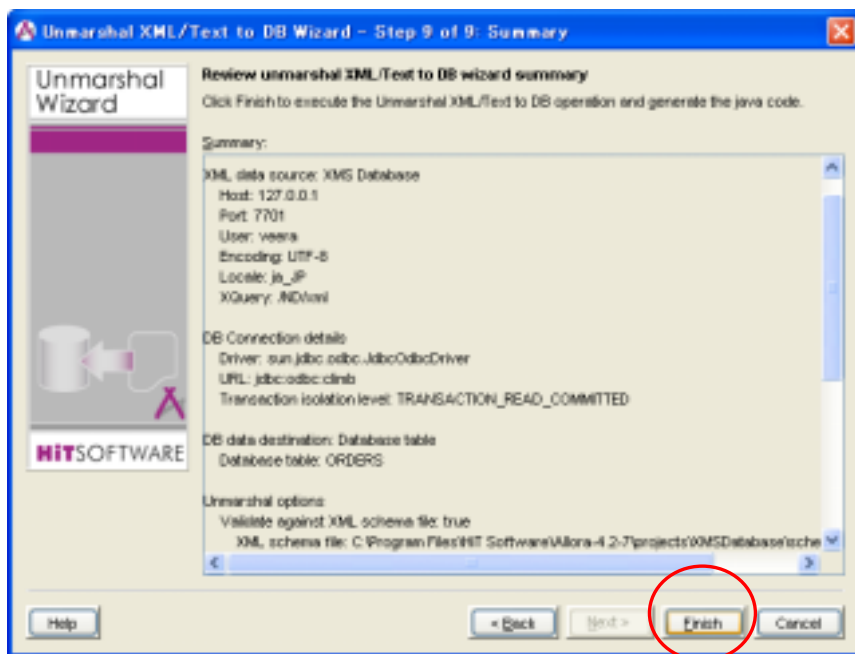 Unmarshal XML/Text to DB Wizard - Step 9 of 9: Summary
Unmarshal
Wizard
Review unmarshal XML/Text to DB wizard summary
Click Finish to execute the Unmarshal XML/Text to DB operation and generate the java code.
Summary:
XML data source: XMS Database
Host: 127.0.0.1
Port: 7701
User: veera
Encoding: UTF-8
Locale: ja_JP
XQuery: /ND/xml
DB Connection details
Driver: sun.jdbc.odbc.JdbcOdbcDriver
URL: jdbc:odbc:climb
Transaction isolation level: TRANSACTION_READ_COMMITTED
DB data destination: Database table
Database table: ORDERS
Unmarshal options
Validate against XML schema file: true
XML schema file: C:\Program Files\HiT Software\Allora-4.2-7\projects\XMSDatabase\sche
HiTSOFTWARE
Help
< Back
Next >
Finish
Cancel